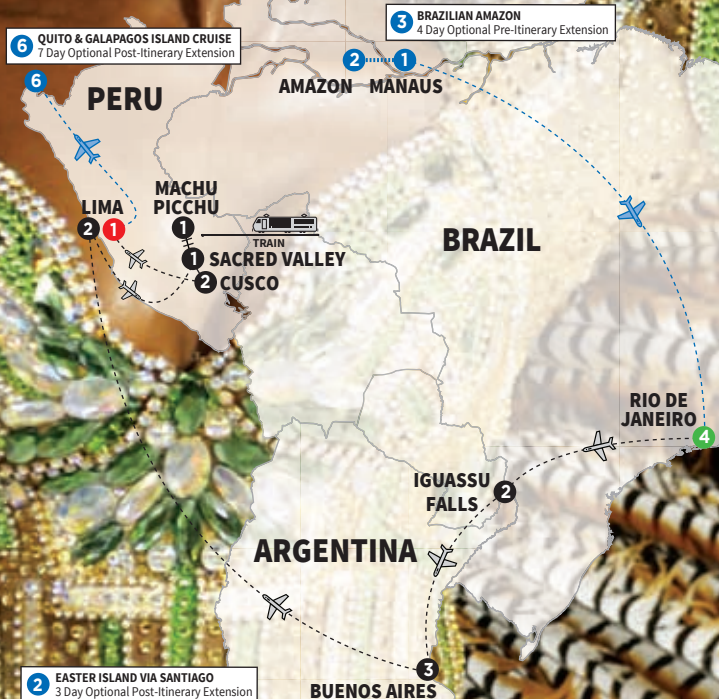 3 BRAZILIAN AMAZON
4 Day Optional Pre-Itinerary Extension
6 QUITO & GALAPAGOS ISLAND CRUISE
7 Day Optional Post-Itinerary Extension
2 1
AMAZON MANAUS
6
PERU
MACHU
PICCHU
LIMA
2 1 1
TRAIN
BRAZIL
1 SACRED VALLEY
2 CUSCO
RIO DE
JANEIRO
4
IGUASSU
FALLS
2
ARGENTINA
3
BUENOS AIRES
2 EASTER ISLAND VIA SANTIAGO
3 Day Optional Post-Itinerary Extension